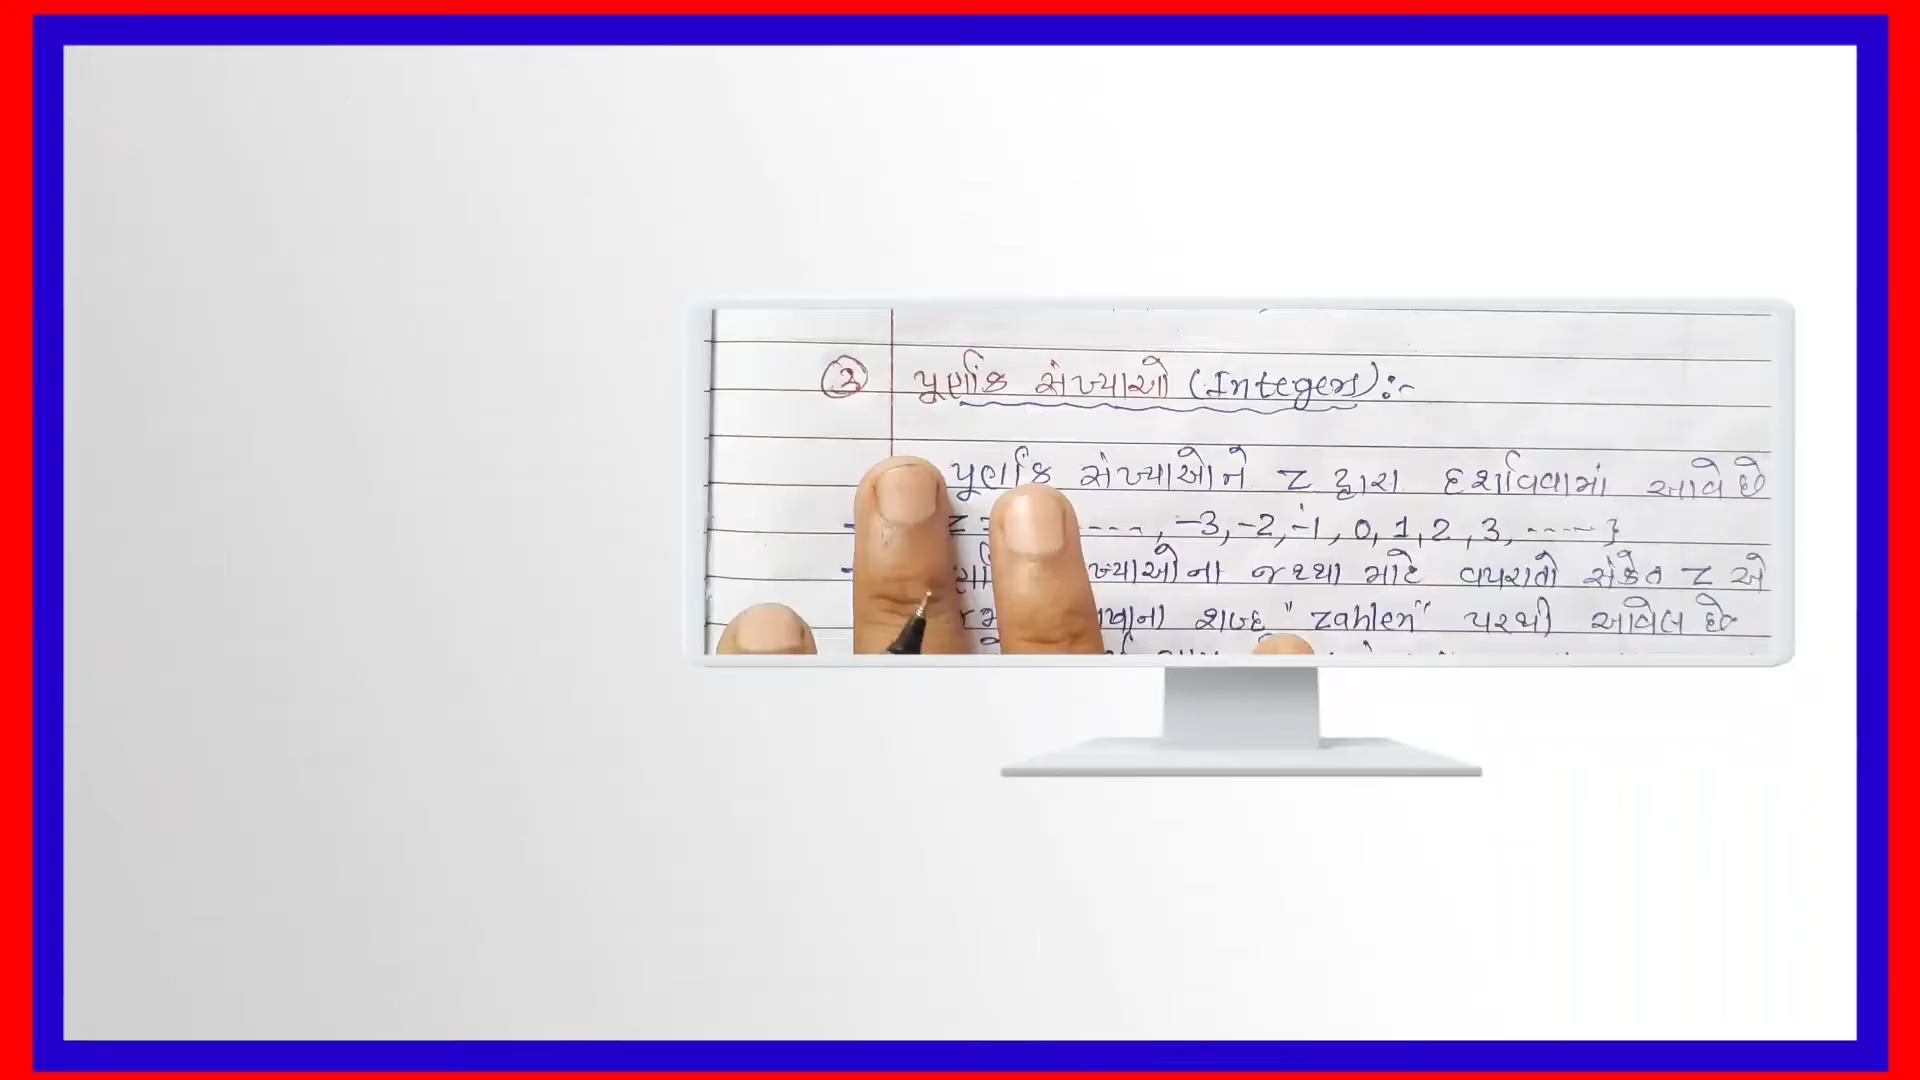 ③ પૂર્ણાંક સંખ્યાઓ (Integers):-
પૂર્ણાંક સંખ્યાઓને Z દ્વારા દર્શાવવામાં આવે છે
- Z = ----, -3, -2, -1, 0, 1, 2, 3, ----- }
- ખ્યાઓના જથ્થા માટે વપરાતો સંકેત Z એ
શબ્દ "Zahlen" પરથી આવેલ છે